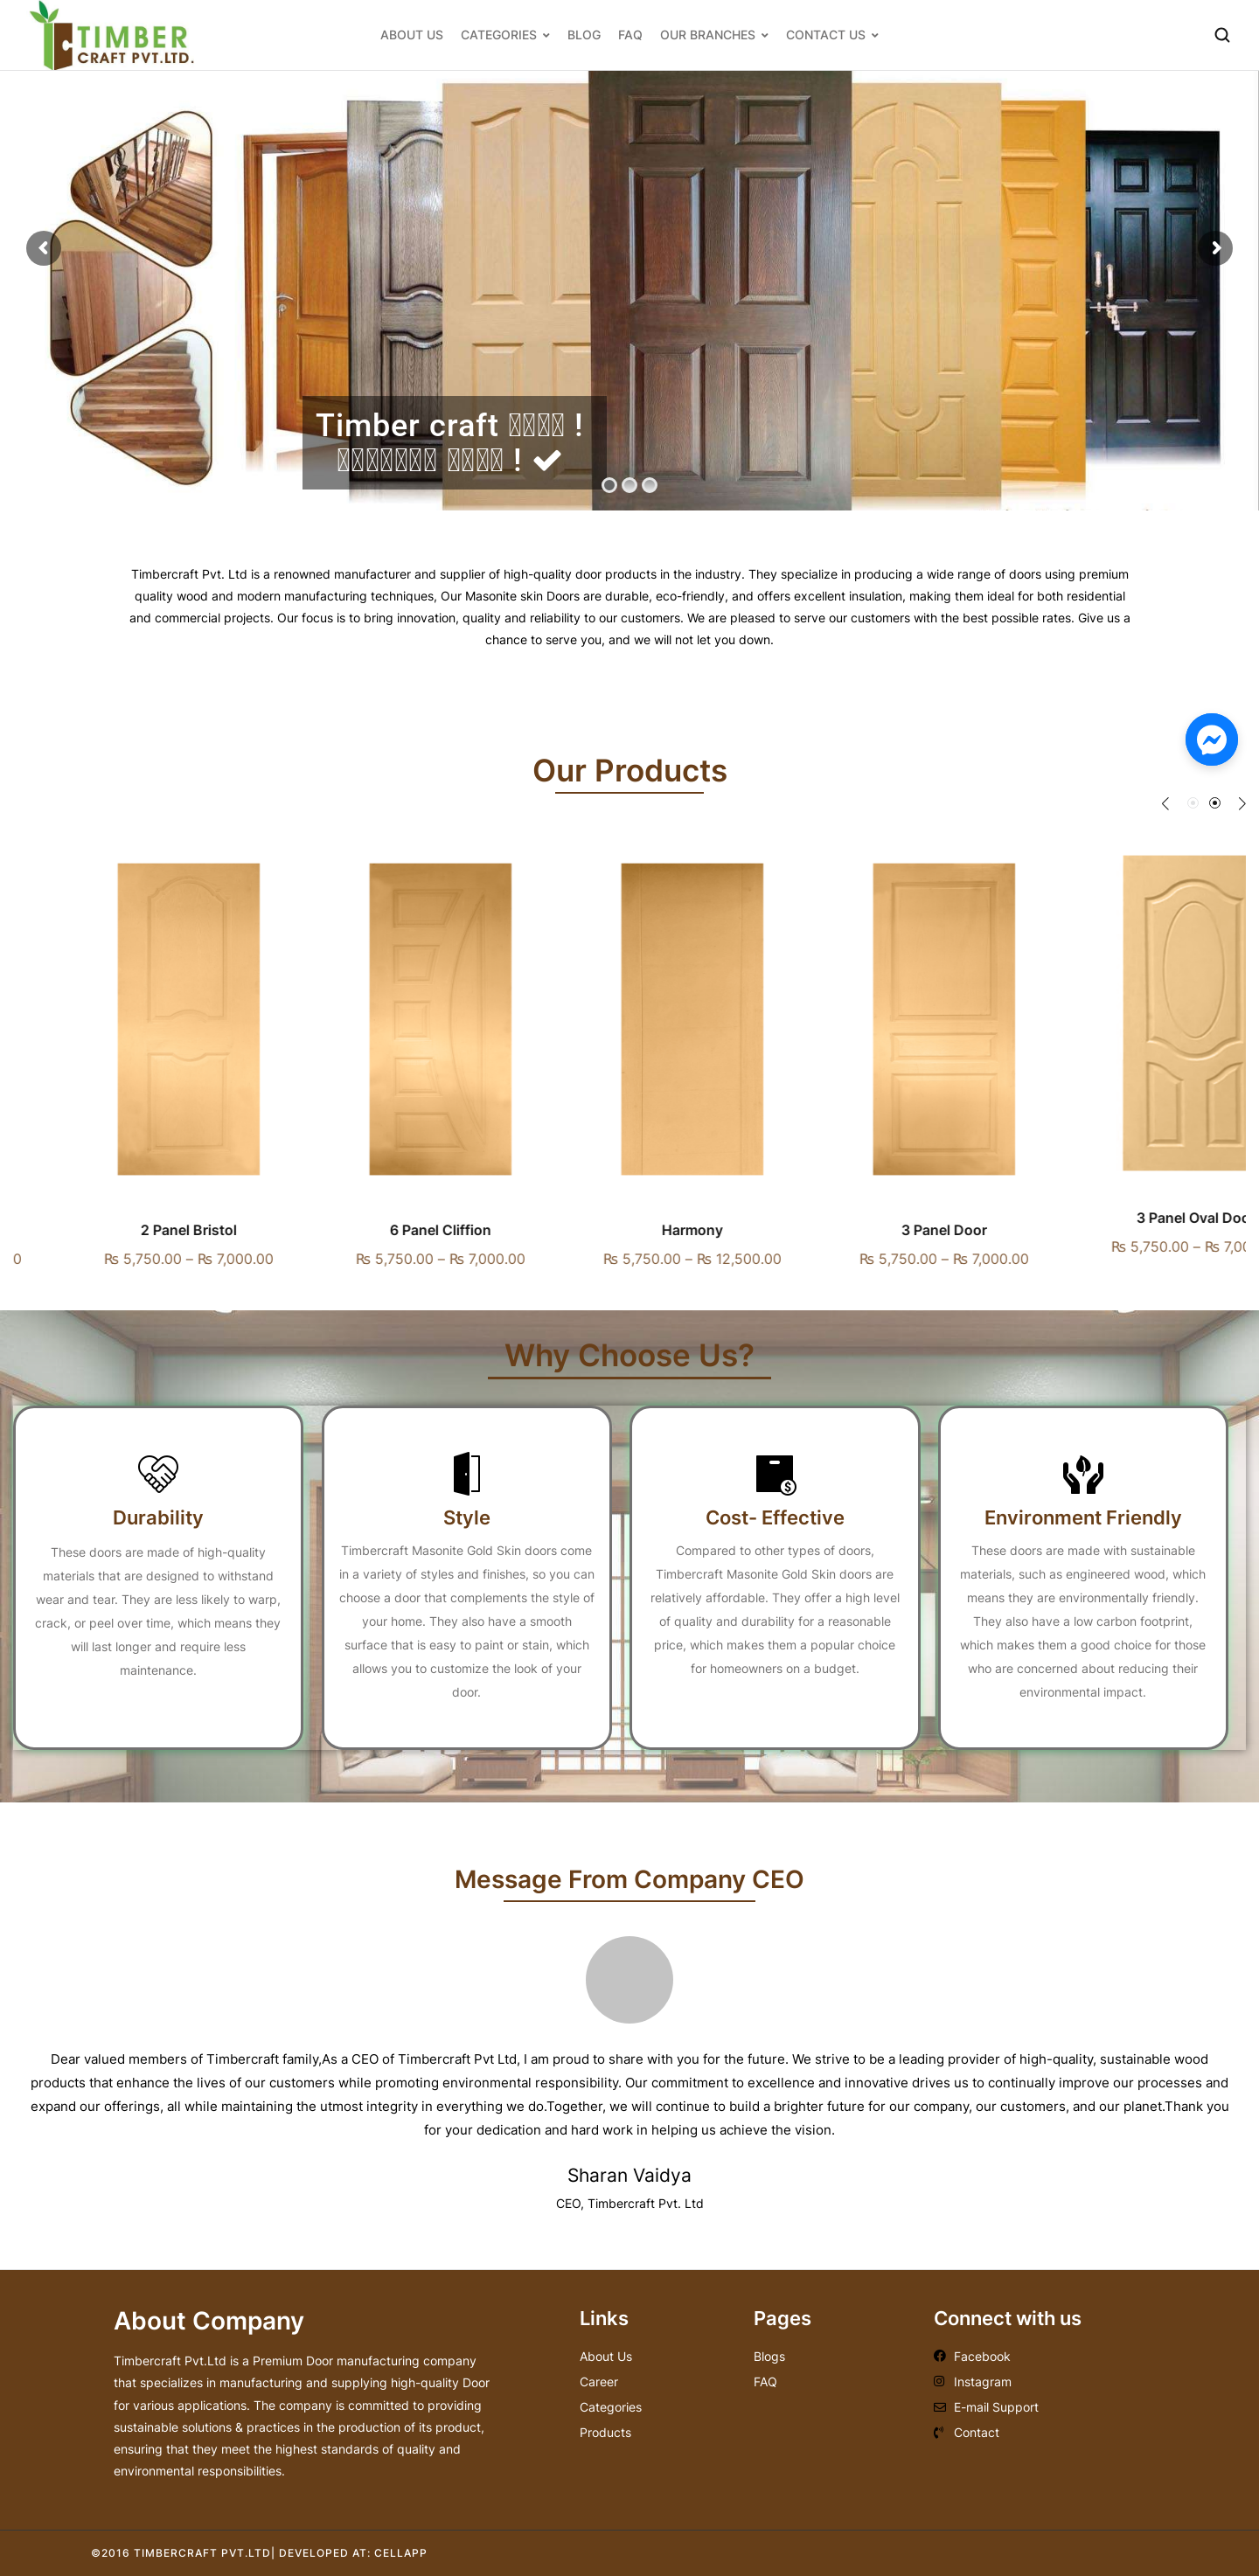 TIMBER
CRAFT PVT.LTD.
ABOUT US CATEGORIES BLOG FAQ OUR BRANCHES CONTACT US
Timber craft !
!
Timbercraft Pvt. Ltd is a renowned manufacturer and supplier of high-quality door products in the industry. They specialize in producing a wide range of doors using premium
quality wood and modern manufacturing techniques, Our Masonite skin Doors are durable, eco-friendly, and offers excellent insulation, making them ideal for both residential
and commercial projects. Our focus is to bring innovation, quality and reliability to our customers. We are pleased to serve our customers with the best possible rates. Give us a
chance to serve you, and we will not let you down.
Our Products
2 Panel Bristol
₨ 5,750.00 – ₨ 7,000.00
6 Panel Cliffion
₨ 5,750.00 – ₨ 7,000.00
Harmony
₨ 5,750.00 – ₨ 12,500.00
3 Panel Door
₨ 5,750.00 – ₨ 7,000.00
3 Panel Oval Doo
₨ 5,750.00 – ₨ 7,00
0
Why Choose Us?
Durability
These doors are made of high-quality
materials that are designed to withstand
wear and tear. They are less likely to warp,
crack, or peel over time, which means they
will last longer and require less
maintenance.
Style
Timbercraft Masonite Gold Skin doors come
in a variety of styles and finishes, so you can
choose a door that complements the style of
your home. They also have a smooth
surface that is easy to paint or stain, which
allows you to customize the look of your
door.
Cost- Effective
Compared to other types of doors,
Timbercraft Masonite Gold Skin doors are
relatively affordable. They offer a high level
of quality and durability for a reasonable
price, which makes them a popular choice
for homeowners on a budget.
Environment Friendly
These doors are made with sustainable
materials, such as engineered wood, which
means they are environmentally friendly.
They also have a low carbon footprint,
which makes them a good choice for those
who are concerned about reducing their
environmental impact.
Message From Company CEO
Dear valued members of Timbercraft family,As a CEO of Timbercraft Pvt Ltd, I am proud to share with you for the future. We strive to be a leading provider of high-quality, sustainable wood
products that enhance the lives of our customers while promoting environmental responsibility. Our commitment to excellence and innovative drives us to continually improve our processes and
expand our offerings, all while maintaining the utmost integrity in everything we do.Together, we will continue to build a brighter future for our company, our customers, and our planet.Thank you
for your dedication and hard work in helping us achieve the vision.
Sharan Vaidya
CEO, Timbercraft Pvt. Ltd
About Company
Timbercraft Pvt.Ltd is a Premium Door manufacturing company
that specializes in manufacturing and supplying high-quality Door
for various applications. The company is committed to providing
sustainable solutions & practices in the production of its product,
ensuring that they meet the highest standards of quality and
environmental responsibilities.
Links
About Us
Career
Categories
Products
Pages
Blogs
FAQ
Connect with us
Facebook
Instagram
E-mail Support
Contact
©2016 TIMBERCRAFT PVT.LTD| DEVELOPED AT: CELLAPP